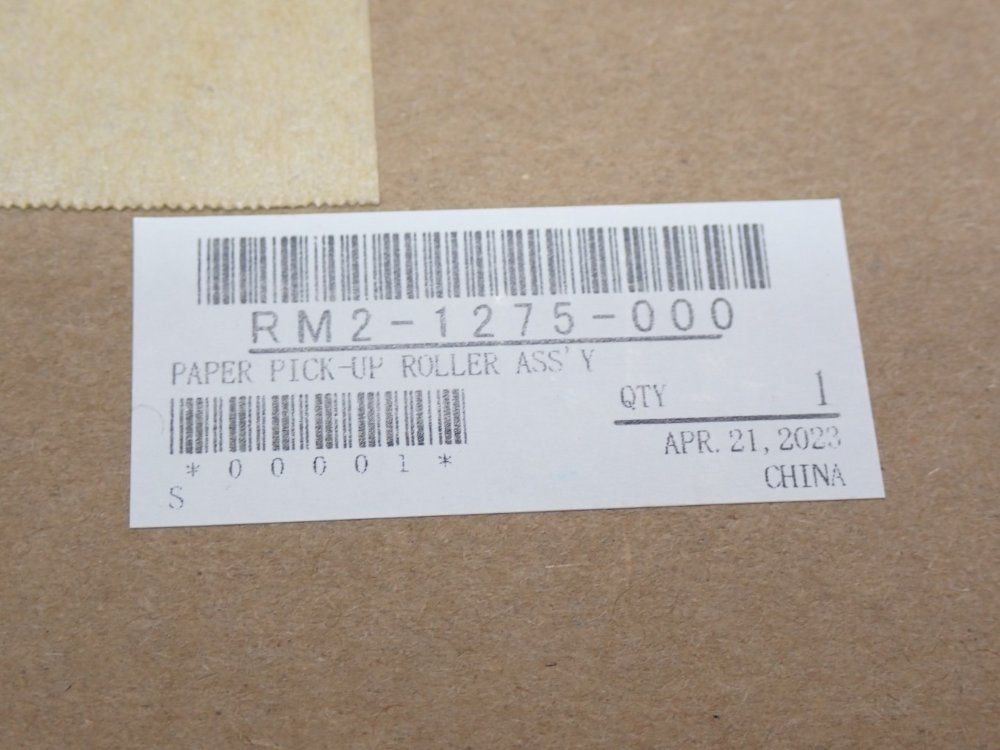 RM2-1275-000
PAPER PICK-UP ROLLER ASS'Y
QTY 1
*00001*
APR. 21, 2023
CHINA
S